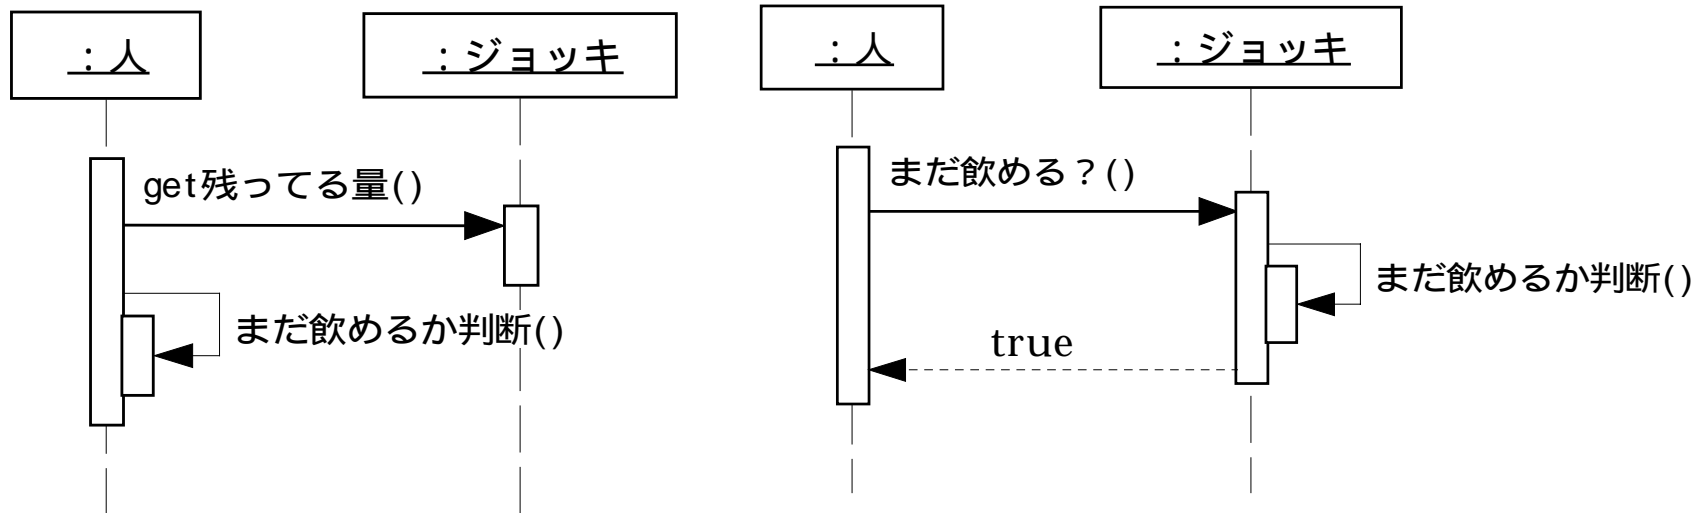 ：人
：ジョッキ
get残ってる量()
まだ飲めるか判断()
：人
：ジョッキ
まだ飲める？()
まだ飲めるか判断()
true